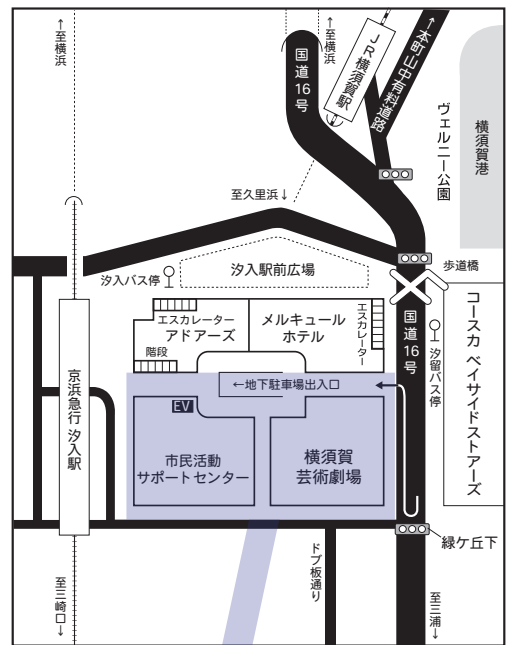 ←至横浜
←至横浜
国道16号
JR横須賀駅
←本町山中有料道路
ヴェルニー公園
横須賀港
至久里浜↓
汐入バス停
汐入駅前広場
歩道橋
エスカレーター
アドアーズ
メルキュール
ホテル
エスカレーター
階段
国道16号
汐留バス停
コースカ ベイサイドストアーズ
←地下駐車場出入口
京浜急行 汐入駅
EV
市民活動
サポートセンター
横須賀
芸術劇場
緑ケ丘下
ドブ板通り
至三崎口→
至三浦→